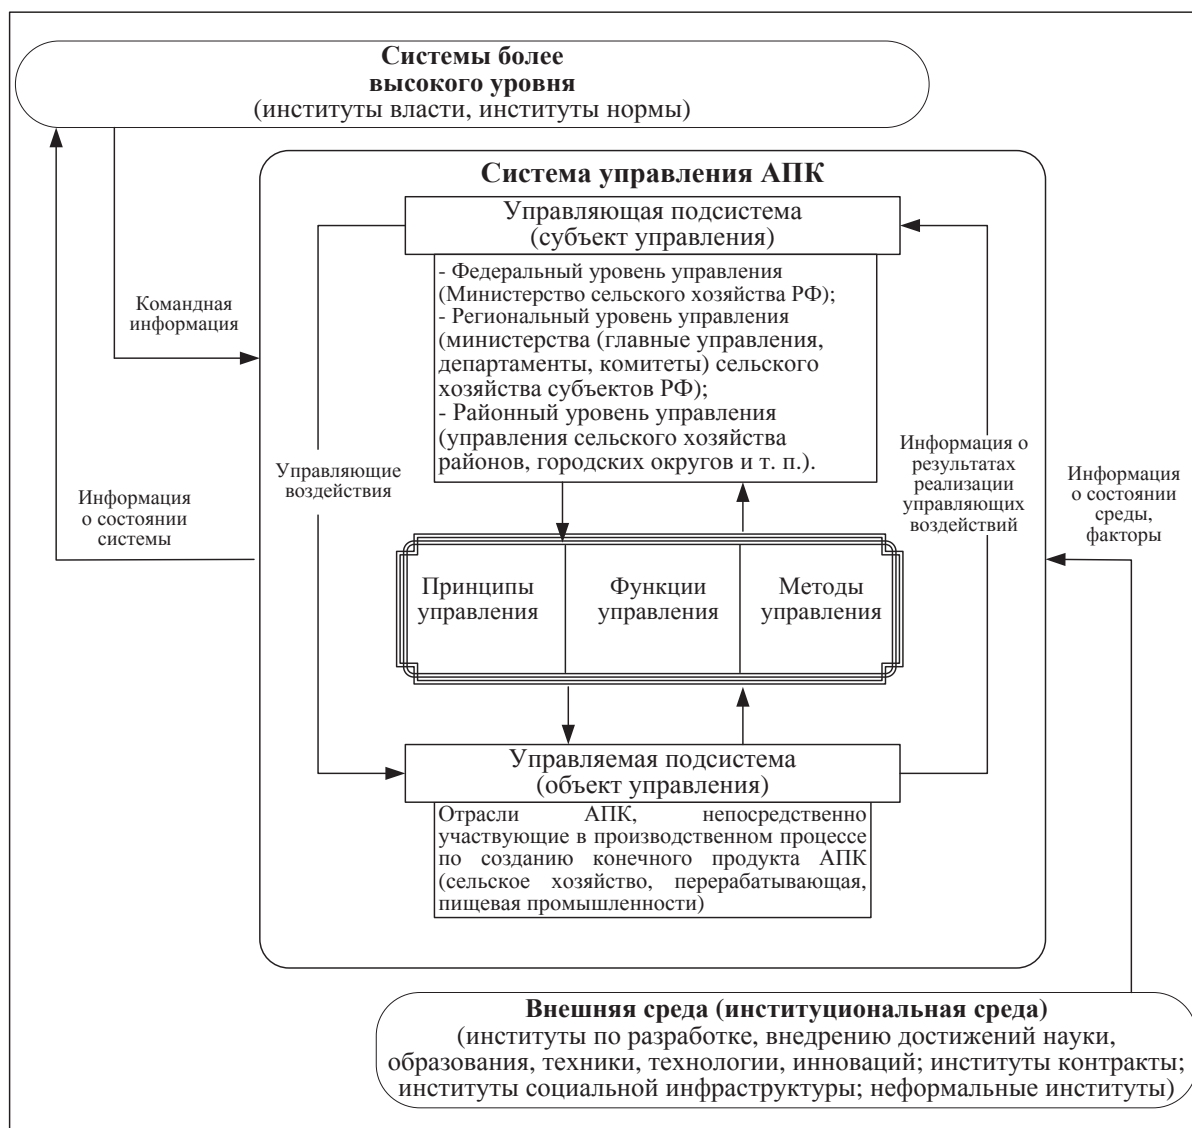 Системы более
высокого уровня
(институты власти, институты нормы)
Система управления АПК
Управляющая подсистема
(субъект управления)
- Федеральный уровень управления
(Министерство сельского хозяйства РФ);
- Региональный уровень управления
(министерства (главные управления,
департаменты, комитеты) сельского
хозяйства субъектов РФ);
- Районный уровень управления
(управления сельского хозяйства
районов, городских округов и т. п.).
Командная
информация
Управляющие
воздействия
Информация
о состоянии
системы
Информация о
результатах
реализации
управляющих
воздействий
Информация
о состоянии
среды,
факторы
Принципы
управления
Функции
управления
Методы
управления
Управляемая подсистема
(объект управления)
Отрасли АПК, непосредственно
участвующие в производственном процессе
по созданию конечного продукта АПК
(сельское хозяйство, перерабатывающая,
пищевая промышленности)
Внешняя среда (институциональная среда)
(институты по разработке, внедрению достижений науки,
образования, техники, технологии, инноваций; институты контракты;
институты социальной инфраструктуры; неформальные институты)